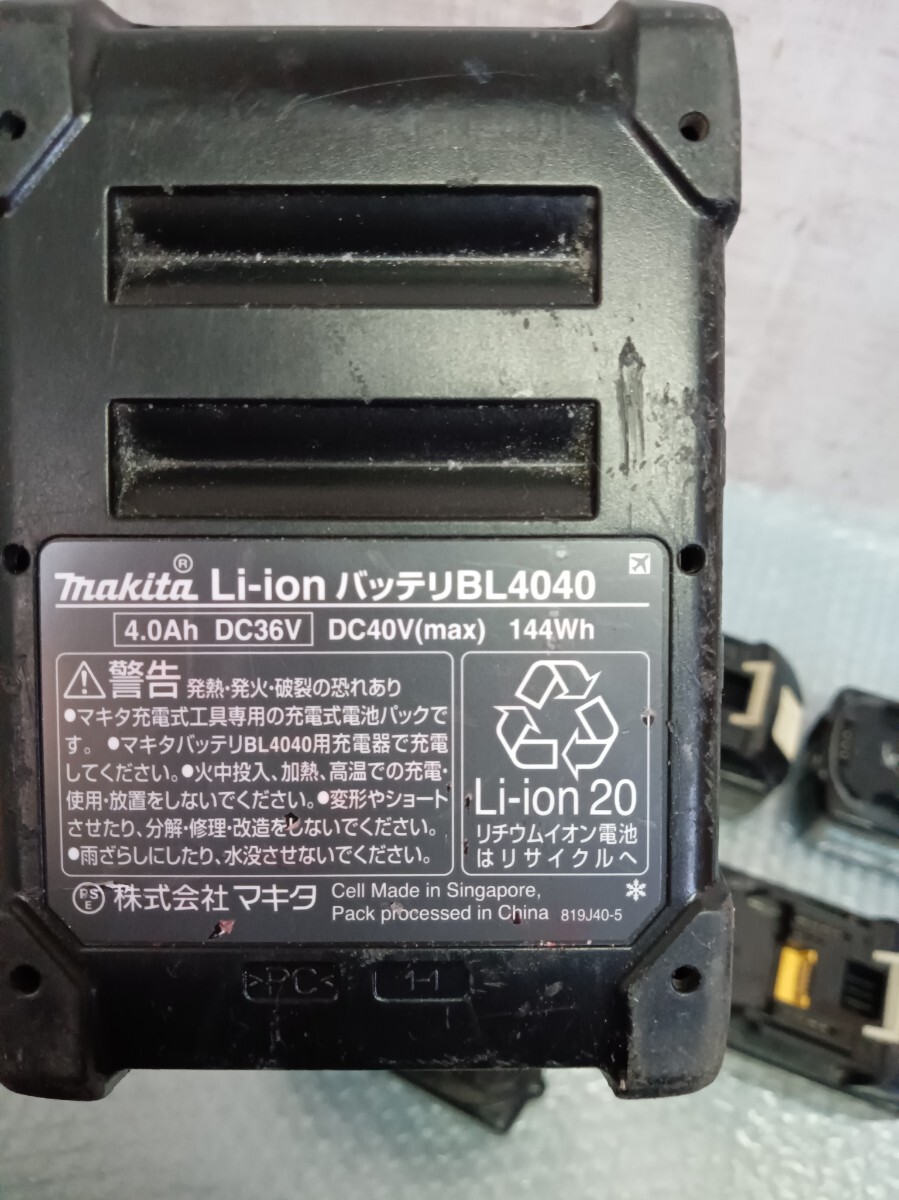 makita® Li-ion バッテリBL4040
4.0Ah DC36V DC40V(max) 144Wh
警告 発熱・発火・破裂の恐れあり
●マキタ充電式工具専用の充電式電池パックで
す。 ●マキタバッテリBL4040用充電器で充電
してください。●火中投入、加熱、高温での充電・
使用・放置をしないでください。●変形やショート
させたり、分解・修理・改造をしないでください。
●雨ざらしにしたり、水没させないでください。
Li-ion 20
リチウムイオン電池
はリサイクルへ
PSE 株式会社 マキタ
Cell Made in Singapore,
Pack processed in China 819J40-5
>PC< 1-1